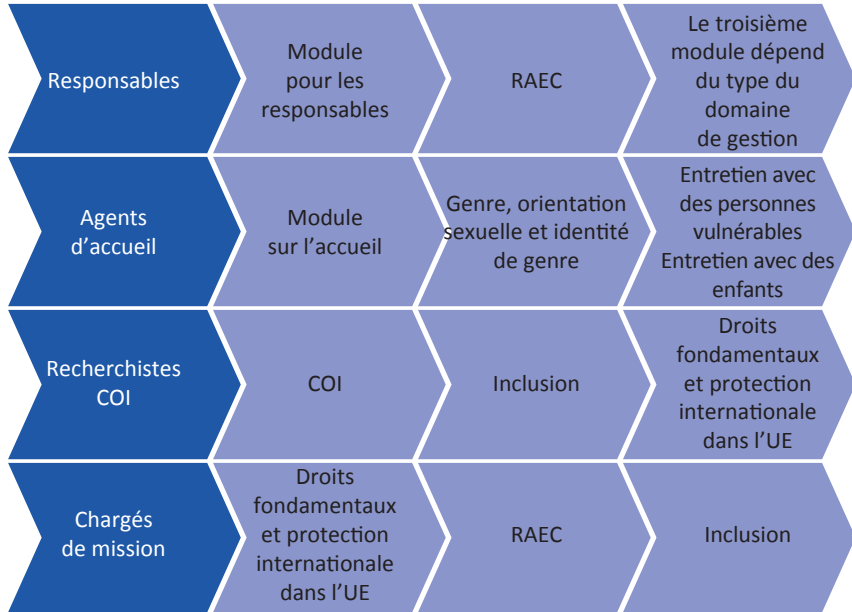 Responsables
Module
pour les
responsables
RAEC
Le troisième
module dépend
du type du
domaine
de gestion
Agents
d’accueil
Module
sur l’accueil
Genre, orientation
sexuelle et identité
de genre
Entretien avec
des personnes
vulnérables
Entretien avec des
enfants
Recherchistes
COI
COI
Inclusion
Droits
fondamentaux
et protection
internationale
dans l’UE
Chargés
de mission
Droits
fondamentaux
et protection
internationale
dans l’UE
RAEC
Inclusion